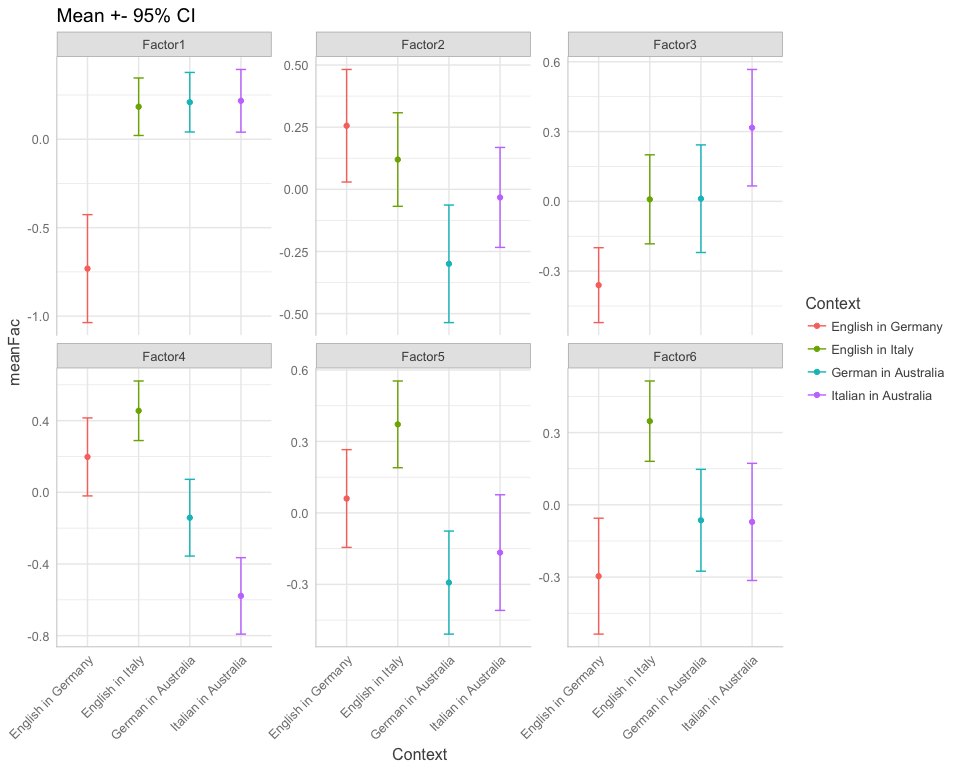 Mean +- 95% CI
Factor1
Factor2
Factor3
0.0
-0.5
-1.0
0.50
0.25
0.00
-0.25
-0.50
0.6
0.3
0.0
-0.3
meanFac
Factor4
Factor5
Factor6
0.4
0.0
-0.4
-0.8
0.6
0.3
0.0
-0.3
0.3
0.0
-0.3
English in Germany
English in Italy
German in Australia
Italian in Australia
English in Germany
English in Italy
German in Australia
Italian in Australia
English in Germany
English in Italy
German in Australia
Italian in Australia
Context
Context
English in Germany
English in Italy
German in Australia
Italian in Australia